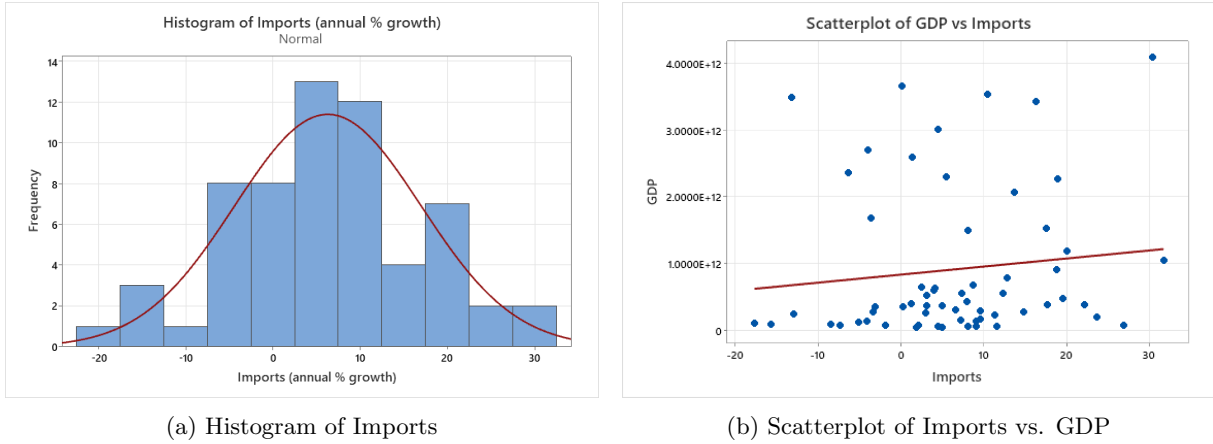 Histogram of Imports (annual % growth)
Normal
14
12
10
8
6
4
2
0
Frequency
-20
-10
0
10
20
30
Imports (annual % growth)
(a) Histogram of Imports
Scatterplot of GDP vs Imports
4.0000E+12
3.0000E+12
2.0000E+12
1.0000E+12
0
GDP
-20
-10
0
10
20
30
Imports
(b) Scatterplot of Imports vs. GDP